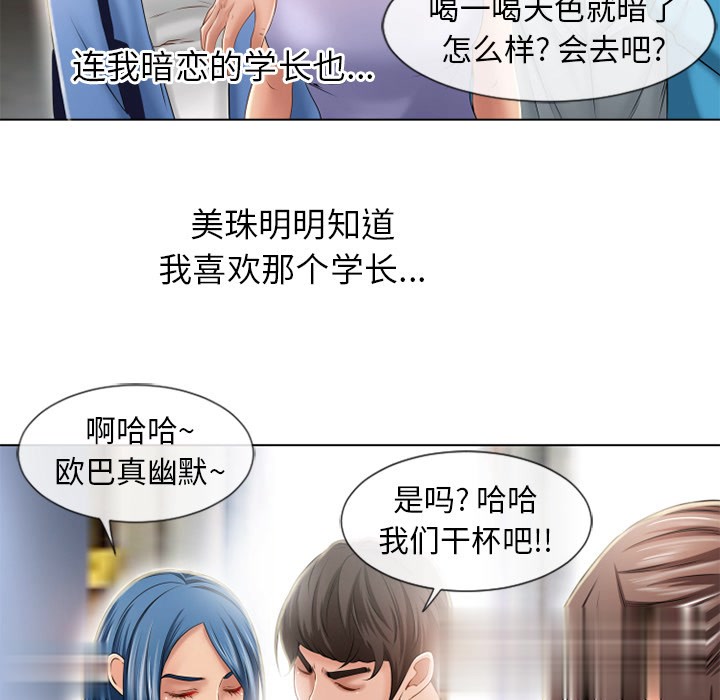 喝一喝天色就暗了
怎么样? 会去吧?
连我暗恋的学长也...
美珠明明知道
我喜欢那个学长...
啊哈哈~
欧巴真幽默~
是吗? 哈哈
我们干杯吧!!